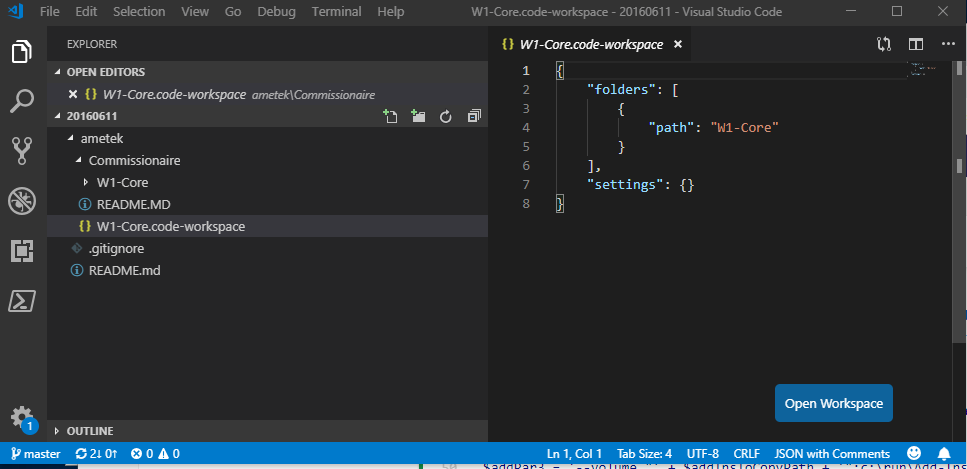 File Edit Selection View Go Debug Terminal Help W1-Core.code-workspace - 20160611 - Visual Studio Code
EXPLORER
OPEN EDITORS
{} W1-Core.code-workspace ametek\Commissionaire
20160611
ametek
Commissionaire
W1-Core
README.MD
{} W1-Core.code-workspace
.gitignore
README.md
OUTLINE
{} W1-Core.code-workspace
1 {
2 "folders": [
3 {
4 "path": "W1-Core"
5 }
6 ],
7 "settings": {}
8 }
Open Workspace
1
master 2↓ 0↑ 0 0 Ln 1, Col 1 Tab Size: 4 UTF-8 CRLF JSON with Comments